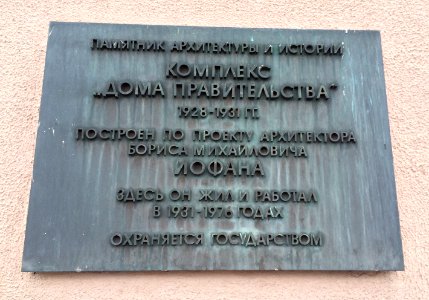 ПАМЯТНИК АРХИТЕКТУРЫ И ИСТОРИИ
КОМПЛЕКС
„ДОМА ПРАВИТЕЛЬСТВА”
1928-1931 ГГ.
ПОСТРОЕН ПО ПРОЕКТУ АРХИТЕКТОРА
БОРИСА МИХАЙЛОВИЧА
ИОФАНА
ЗДЕСЬ ОН ЖИЛ И РАБОТАЛ
В 1931-1976 ГОДАХ
ОХРАНЯЕТСЯ ГОСУДАРСТВОМ